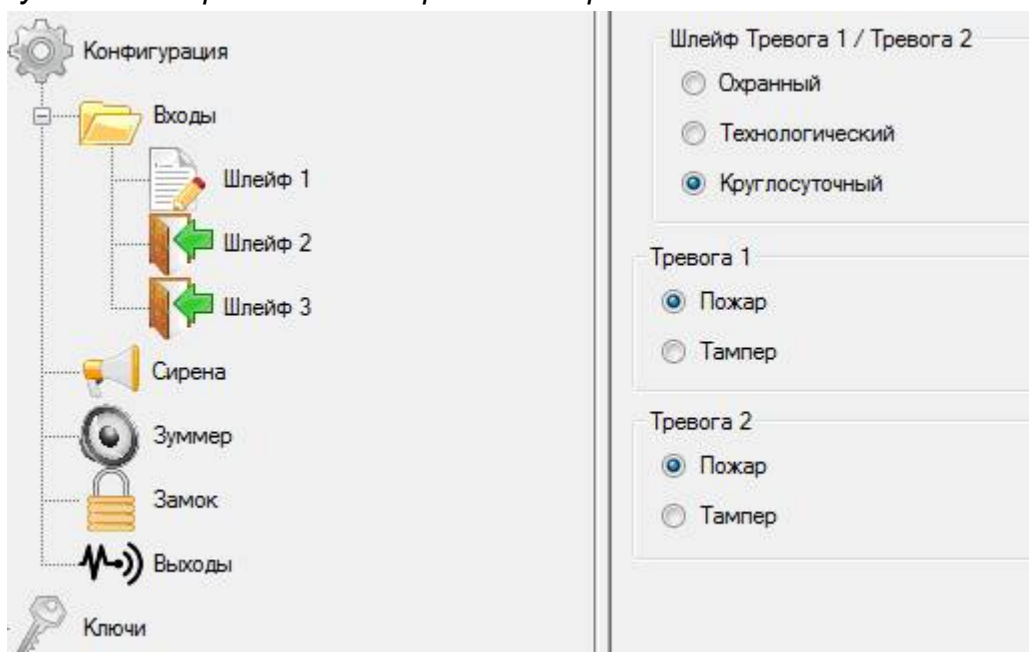 Конфигурация
Входы
Шлейф 1
Шлейф 2
Шлейф 3
Сирена
Зуммер
Замок
Выходы
Ключи
Шлейф Тревога 1 / Тревога 2
Охранный
Технологический
Круглосуточный
Тревога 1
Пожар
Тампер
Тревога 2
Пожар
Тампер